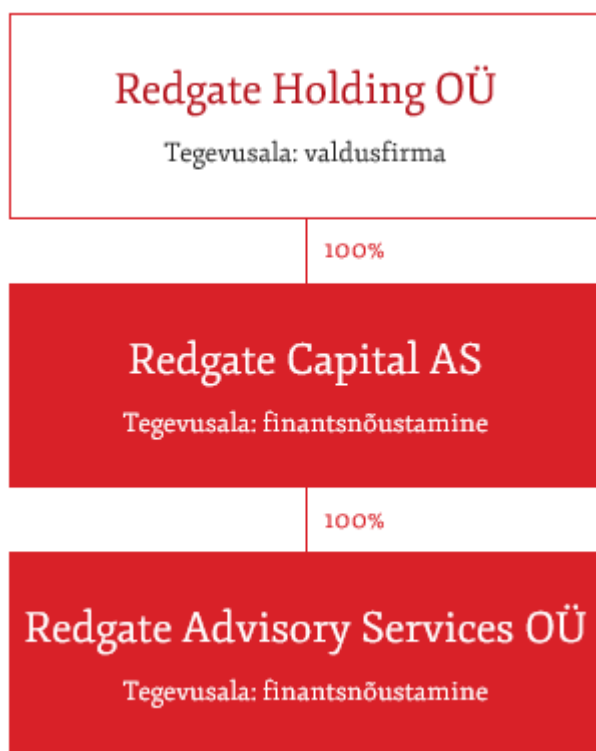 Redgate Holding OÜ
Tegevusala: valdusfirma
100%
Redgate Capital AS
Tegevusala: finantsnõustamine
100%
Redgate Advisory Services OÜ
Tegevusala: finantsnõustamine